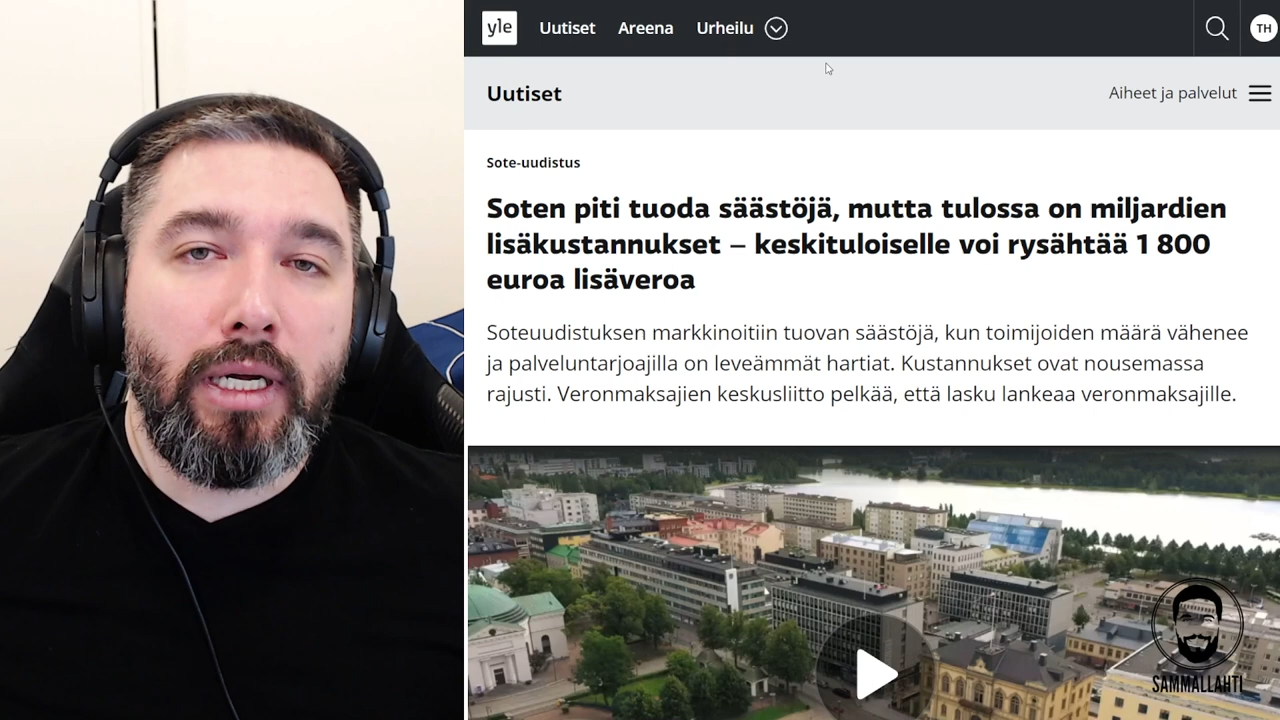 yle
Uutiset
Areena
Urheilu
TH
Uutiset
Aiheet ja palvelut
Sote-uudistus
Soten piti tuoda säästöjä, mutta tulossa on miljardien
lisäkustannukset – keskituloiselle voi rysähtää 1 800
euroa lisäveroa
Soteuudistuksen markkinoitiin tuovan säästöjä, kun toimijoiden määrä vähenee
ja palveluntarjoajilla on leveämmät hartiat. Kustannukset ovat nousemassa
rajusti. Veronmaksajien keskusliitto pelkää, että lasku lankeaa veronmaksajille.
SAMMALLAHTI